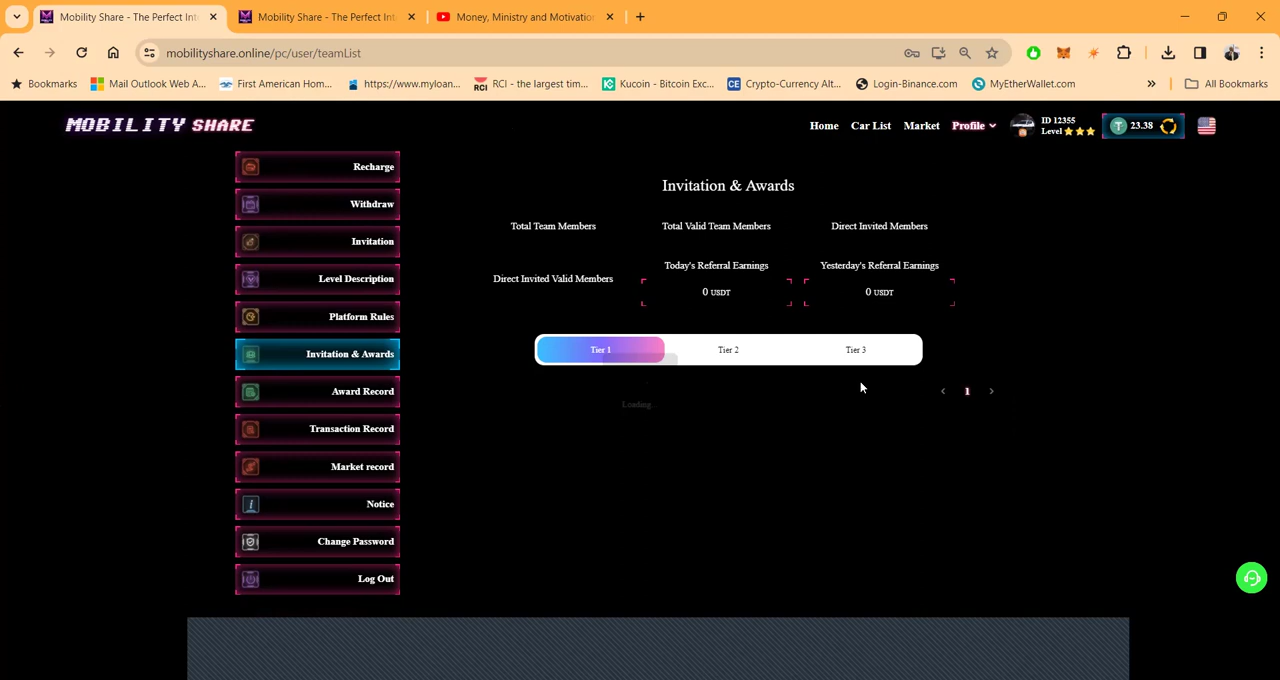 Mobility Share - The Perfect Int
Mobility Share - The Perfect Int
Money, Ministry and Motivation
mobilityshare.online/pc/user/teamList
Bookmarks
Mail Outlook Web A...
First American Hom...
https://www.myloan...
RCI - the largest tim...
Kucoin - Bitcoin Exc...
Crypto-Currency Alt...
Login-Binance.com
MyEtherWallet.com
All Bookmarks
MOBILITY SHARE
Home
Car List
Market
Profile
ID 12355
Level
23.38
Recharge
Withdraw
Invitation
Level Description
Platform Rules
Invitation & Awards
Award Record
Transaction Record
Market record
Notice
Change Password
Log Out
Invitation & Awards
Total Team Members
Total Valid Team Members
Direct Invited Members
Direct Invited Valid Members
Today's Referral Earnings
0 USDT
Yesterday's Referral Earnings
0 USDT
Tier 1
Tier 2
Tier 3
Loading
1